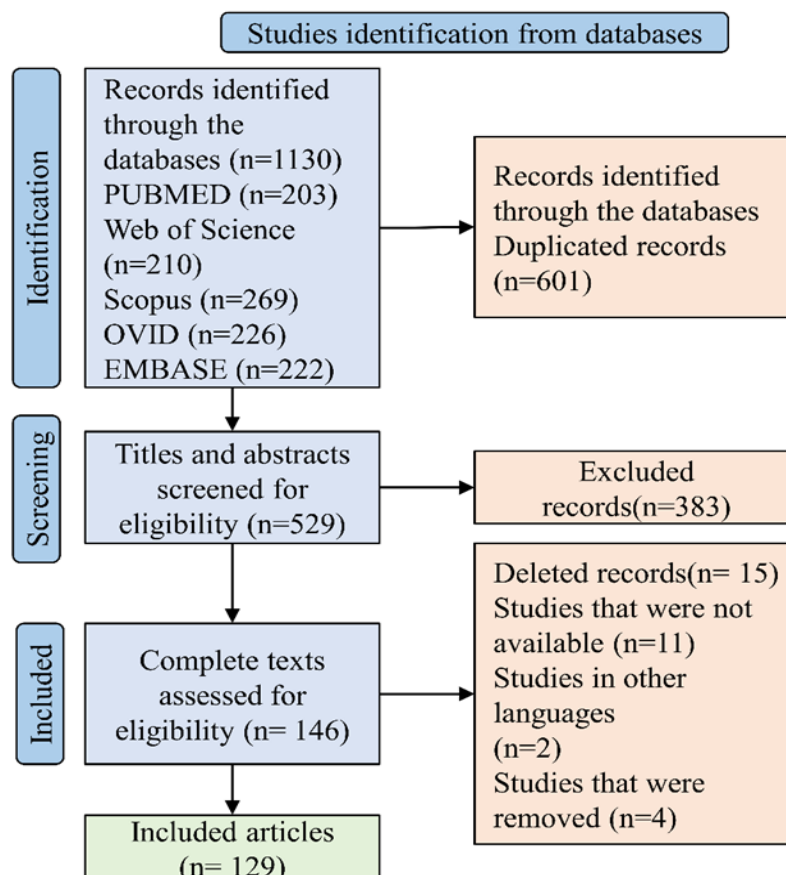 Studies identification from databases
Identification
Records identified
through the
databases (n=1130)
PUBMED (n=203)
Web of Science
(n=210)
Scopus (n=269)
OVID (n=226)
EMBASE (n=222)
Records identified
through the databases
Duplicated records
(n=601)
Screening
Titles and abstracts
screened for
eligibility (n=529)
Excluded
records(n=383)
Included
Complete texts
assessed for
eligibility (n= 146)
Deleted records(n= 15)
Studies that were not
available (n=11)
Studies in other
languages
(n=2)
Studies that were
removed (n=4)
Included articles
(n= 129)